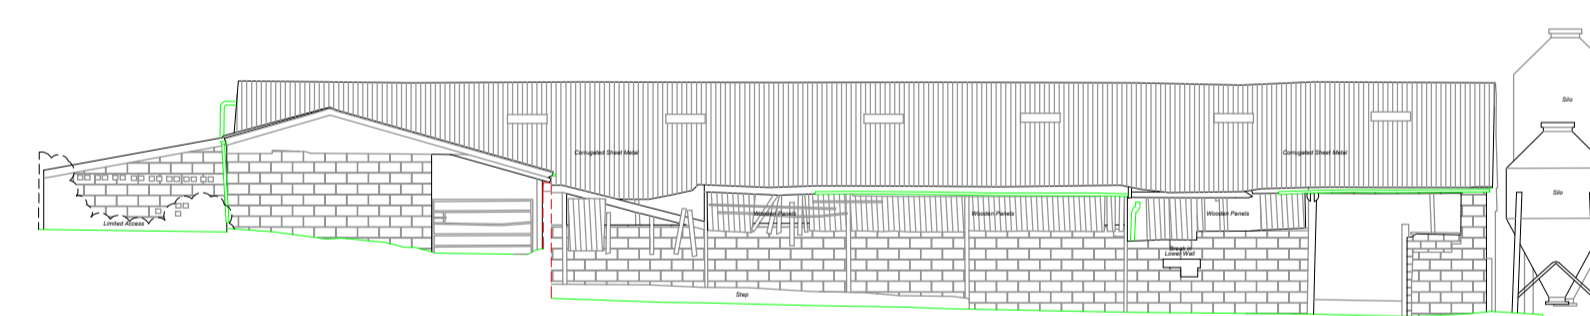 Silo
Corrugated Sheet Metal
Corrugated Sheet Metal
Silo
Wooden Panels
Wooden Panels
Wooden Panels
Limited Access
Break in
Lower Wall
Step